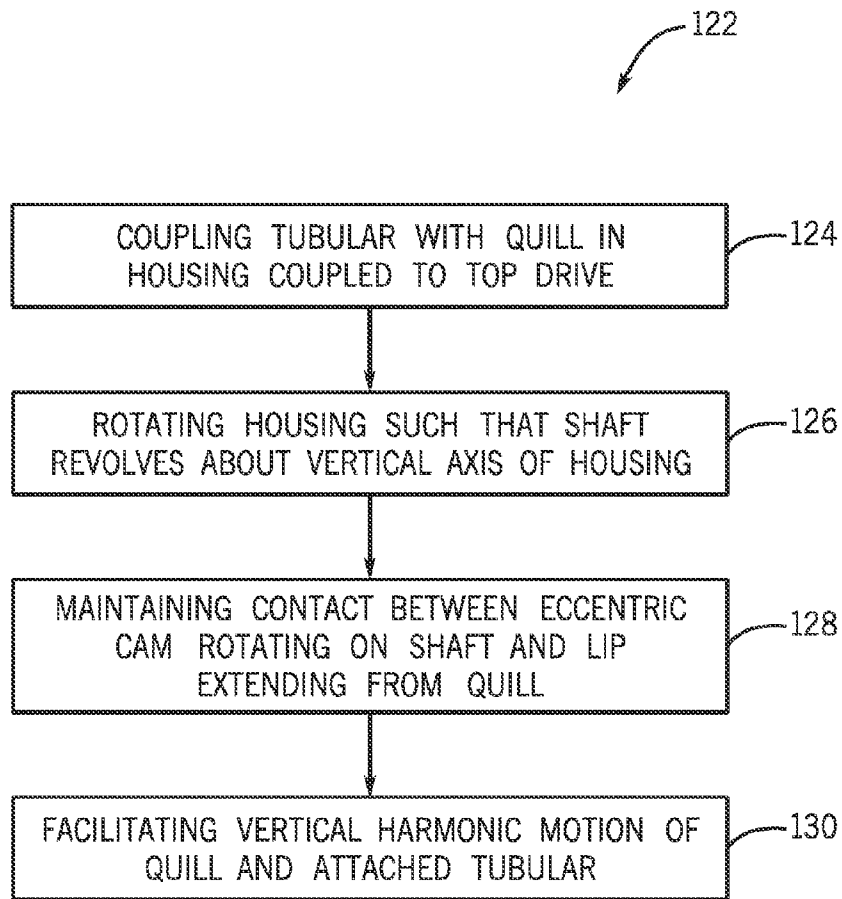 122
COUPLING TUBULAR WITH QUILL IN
HOUSING COUPLED TO TOP DRIVE
124
ROTATING HOUSING SUCH THAT SHAFT
REVOLVES ABOUT VERTICAL AXIS OF HOUSING
126
MAINTAINING CONTACT BETWEEN ECCENTRIC
CAM ROTATING ON SHAFT AND LIP
EXTENDING FROM QUILL
128
FACILITATING VERTICAL HARMONIC MOTION OF
QUILL AND ATTACHED TUBULAR
130